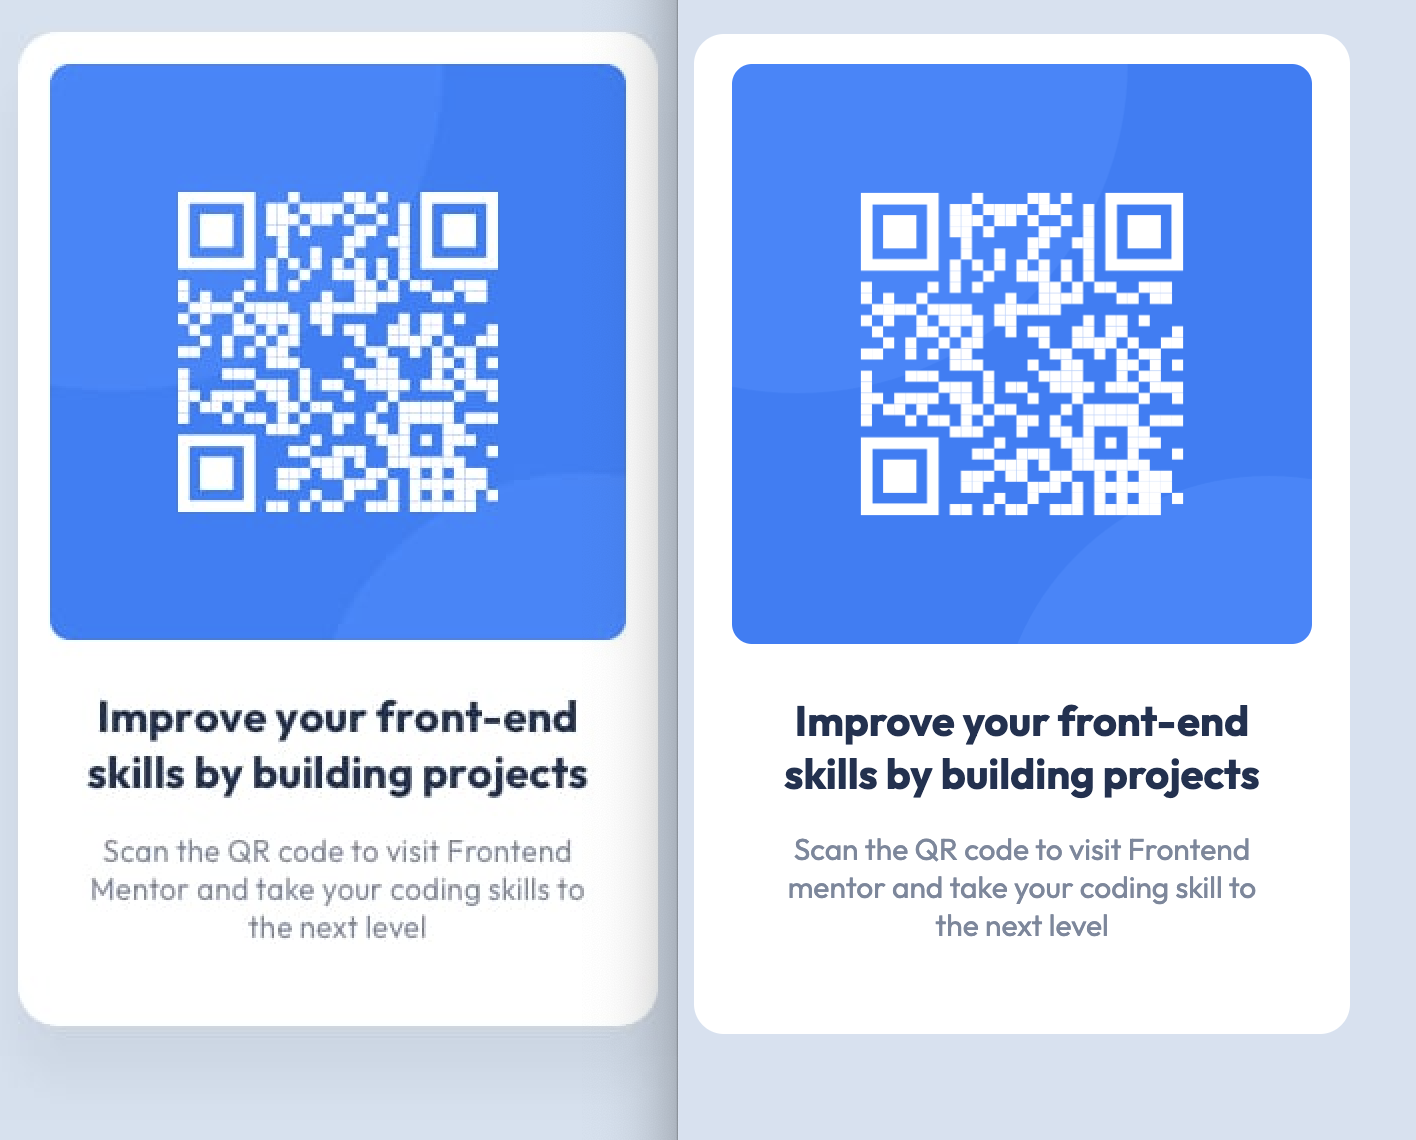 Improve your front-end
skills by building projects
Scan the QR code to visit Frontend
Mentor and take your coding skills to
the next level
Improve your front-end
skills by building projects
Scan the QR code to visit Frontend
mentor and take your coding skill to
the next level